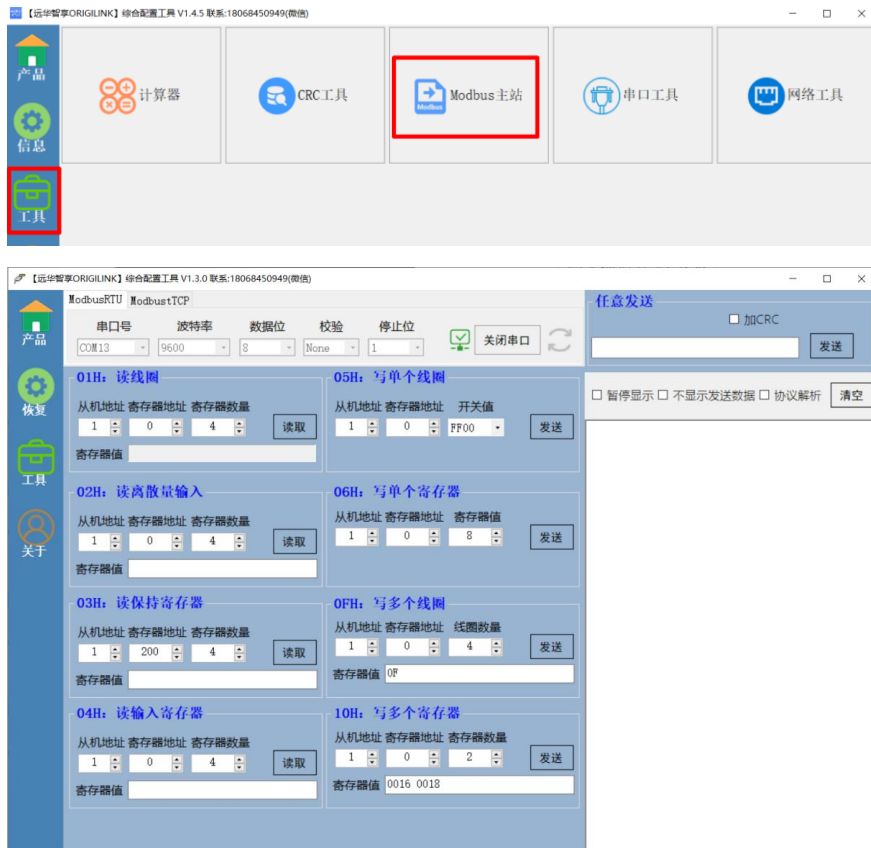 【远华智享ORIGILINK】综合配置工具 V1.4.5 联系:18068450949(微信)
产品
计算器
CRC工具
Modbus
Modbus主站
串口工具
网络工具
信息
工具
【远华智享ORIGILINK】综合配置工具 V1.3.0 联系:18068450949(微信)
产品
恢复
工具
关于
ModbusRTU ModbustTCP
串口号 波特率 数据位 校验 停止位
COM13 9600 8 None 1 关闭串口
01H: 读线圈
从机地址 寄存器地址 寄存器数量
1 0 4 读取
寄存器值
02H: 读离散量输入
从机地址 寄存器地址 寄存器数量
1 0 4 读取
寄存器值
03H: 读保持寄存器
从机地址 寄存器地址 寄存器数量
1 200 4 读取
寄存器值
04H: 读输入寄存器
从机地址 寄存器地址 寄存器数量
1 0 4 读取
寄存器值
05H: 写单个线圈
从机地址 寄存器地址 开关值
1 0 FF00 发送
06H: 写单个寄存器
从机地址 寄存器地址 寄存器值
1 0 8 发送
0FH: 写多个线圈
从机地址 寄存器地址 线圈数量
1 0 4 发送
寄存器值 0F
10H: 写多个寄存器
从机地址 寄存器地址 寄存器数量
1 0 2 发送
寄存器值 0016 0018
任意发送
加CRC
发送
暂停显示 不显示发送数据 协议解析 清空